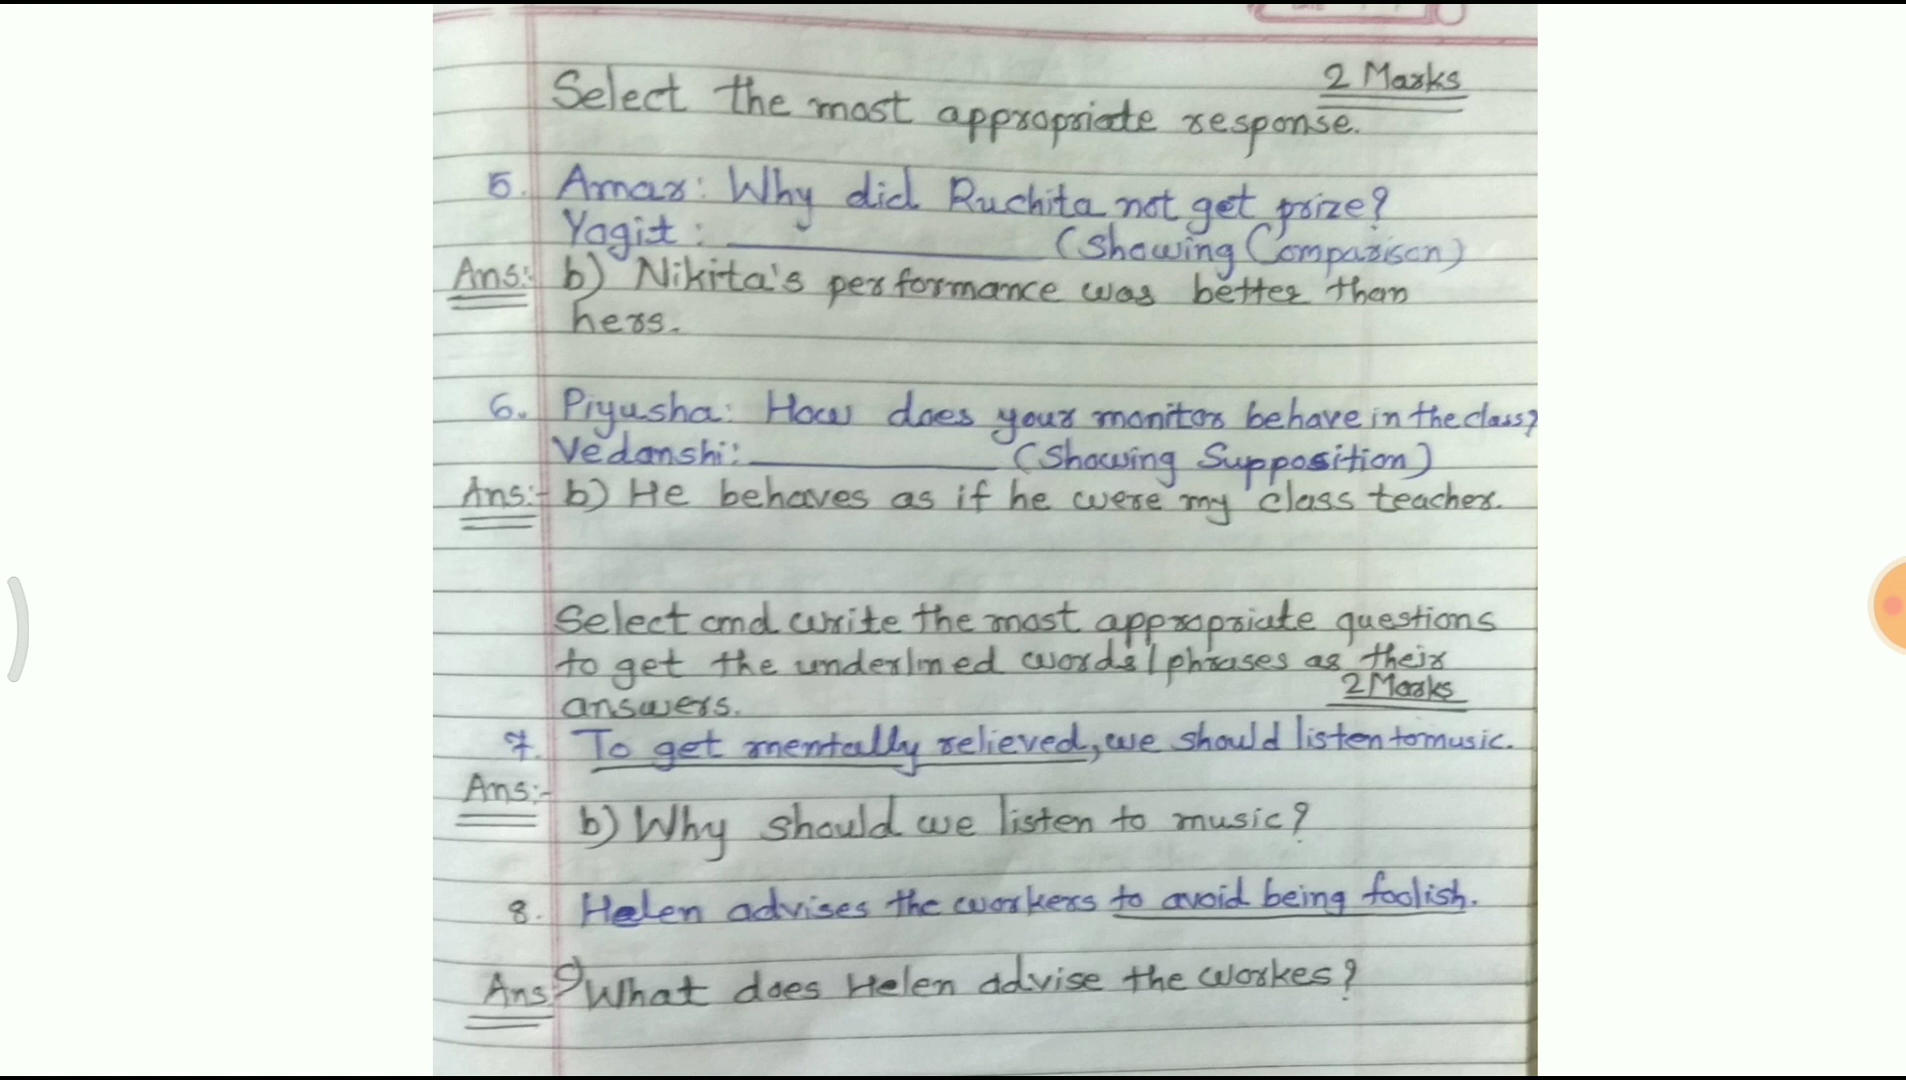 2 Marks
Select the most appropriate response.
5. Amar: Why did Ruchita not get prize?
Yogit: ____________ (Showing Comparison)
Ans:- b) Nikita's performance was better than
hers.
6. Piyusha: How does your monitor behave in the class?
Vedanshi: ____________ (Showing Supposition)
Ans:- b) He behaves as if he were my class teacher.
Select and write the most appropriate questions
to get the underlined words/phrases as their
answers.
2 Marks
7. To get mentally relieved, we should listen to music.
Ans:-
b) Why should we listen to music?
8. Helen advises the workers to avoid being foolish.
Ans What does Helen advise the workes?